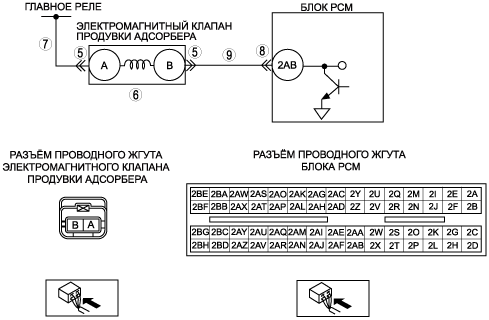 ГЛАВНОЕ РЕЛЕ
ЭЛЕКТРОМАГНИТНЫЙ КЛАПАН
ПРОДУВКИ АДСОРБЕРА
БЛОК PCM
7
5
5
9
8
A
B
2AB
6
РАЗЪЁМ ПРОВОДНОГО ЖГУТА
ЭЛЕКТРОМАГНИТНОГО КЛАПАНА
ПРОДУВКИ АДСОРБЕРА
B A
РАЗЪЁМ ПРОВОДНОГО ЖГУТА
БЛОКА PCM
2BE 2BA 2AW 2AS 2AO 2AK 2AG 2AC 2Y 2U 2Q 2M 2I 2E 2A
2BF 2BB 2AX 2AT 2AP 2AL 2AH 2AD 2Z 2V 2R 2N 2J 2F 2B
2BG 2BC 2AY 2AU 2AQ 2AM 2AI 2AE 2AA 2W 2S 2O 2K 2G 2C
2BH 2BD 2AZ 2AV 2AR 2AN 2AJ 2AF 2AB 2X 2T 2P 2L 2H 2D